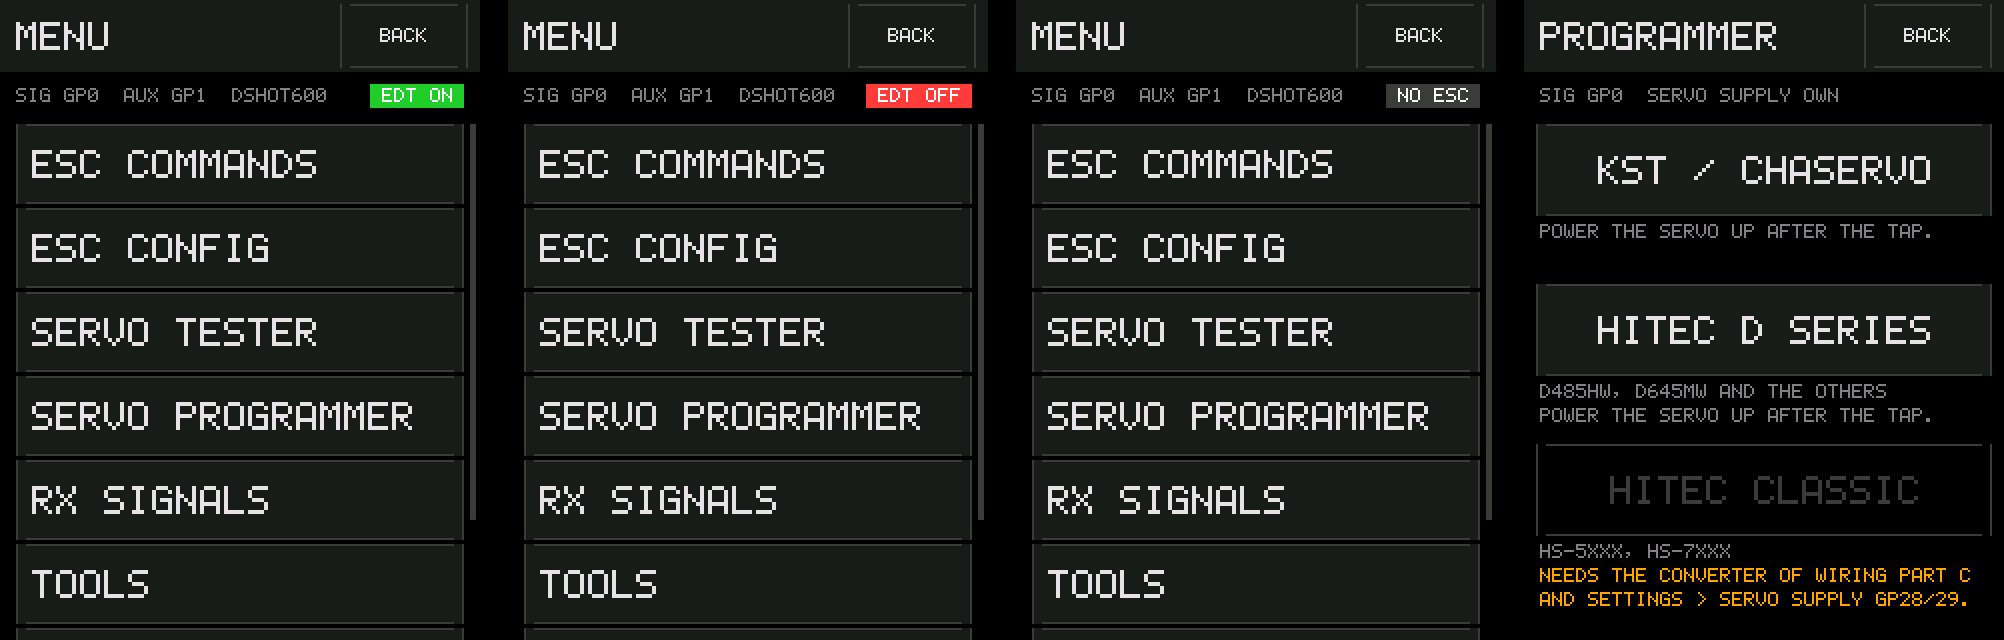 MENU
BACK
SIG GP0 AUX GP1 DSHOT600 EDT ON
ESC COMMANDS
ESC CONFIG
SERVO TESTER
SERVO PROGRAMMER
RX SIGNALS
TOOLS
MENU
BACK
SIG GP0 AUX GP1 DSHOT600 EDT OFF
ESC COMMANDS
ESC CONFIG
SERVO TESTER
SERVO PROGRAMMER
RX SIGNALS
TOOLS
MENU
BACK
SIG GP0 AUX GP1 DSHOT600 NO ESC
ESC COMMANDS
ESC CONFIG
SERVO TESTER
SERVO PROGRAMMER
RX SIGNALS
TOOLS
PROGRAMMER
BACK
SIG GP0 SERVO SUPPLY OWN
KST / CHASERVO
POWER THE SERVO UP AFTER THE TAP.
HITEC D SERIES
D485HW, D645MW AND THE OTHERS
POWER THE SERVO UP AFTER THE TAP.
HITEC CLASSIC
HS-5XXX, HS-7XXX
NEEDS THE CONVERTER OF WIRING PART C
AND SETTINGS > SERVO SUPPLY GP28/29.